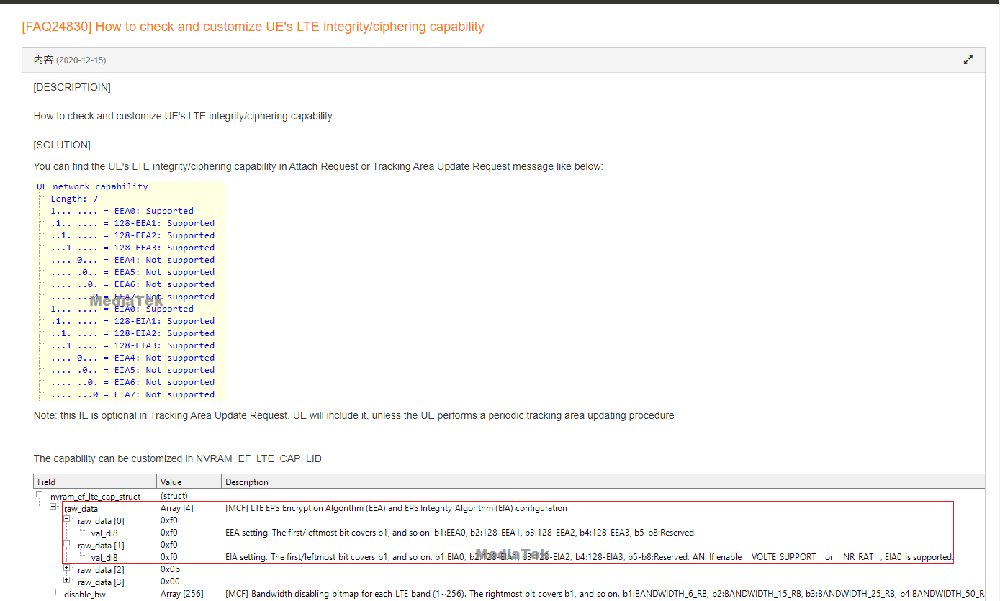 [FAQ24830] How to check and customize UE's LTE integrity/ciphering capability
内容 (2020-12-15)
[DESCRIPTIOIN]
How to check and customize UE's LTE integrity/ciphering capability
[SOLUTION]
You can find the UE's LTE integrity/ciphering capability in Attach Request or Tracking Area Update Request message like below:
UE network capability
Length: 7
1... .... = EEA0: Supported
.1.. .... = 128-EEA1: Supported
..1. .... = 128-EEA2: Supported
...1 .... = 128-EEA3: Supported
.... 0... = EEA4: Not supported
.... .0.. = EEA5: Not supported
.... ..0. = EEA6: Not supported
.... ...0 = EEA7: Not supported
MediaTek
1... .... = EIA0: Supported
.1.. .... = 128-EIA1: Supported
..1. .... = 128-EIA2: Supported
...1 .... = 128-EIA3: Supported
.... 0... = EIA4: Not supported
.... .0.. = EIA5: Not supported
.... ..0. = EIA6: Not supported
.... ...0 = EIA7: Not supported
Note: this IE is optional in Tracking Area Update Request. UE will include it, unless the UE performs a periodic tracking area updating procedure
The capability can be customized in NVRAM_EF_LTE_CAP_LID
Field Value Description
nvram_ef_lte_cap_struct (struct)
raw_data Array [4] [MCF] LTE EPS Encryption Algorithm (EEA) and EPS Integrity Algorithm (EIA) configuration
raw_data [0] 0xf0
val_d:8 0xf0 EEA setting. The first/leftmost bit covers b1, and so on. b1:EEA0, b2:128-EEA1, b3:128-EEA2, b4:128-EEA3, b5-b8:Reserved.
raw_data [1] 0xf0
val_d:8 0xf0 EIA setting. The first/leftmost bit covers b1, and so on. b1:EIA0, b2:128-EIA1, b3:128-EIA2, b4:128-EIA3, b5-b8:Reserved. AN: If enable __VOLTE_SUPPORT__ or __NR_RAT__, EIA0 is supported.
MediaTek
raw_data [2] 0x0b
raw_data [3] 0x00
disable_bw Array [256] [MCF] Bandwidth disabling bitmap for each LTE band (1~256). The rightmost bit covers b1, and so on. b1:BANDWIDTH_6_RB, b2:BANDWIDTH_15_RB, b3:BANDWIDTH_25_RB, b4:BANDWIDTH_50_R